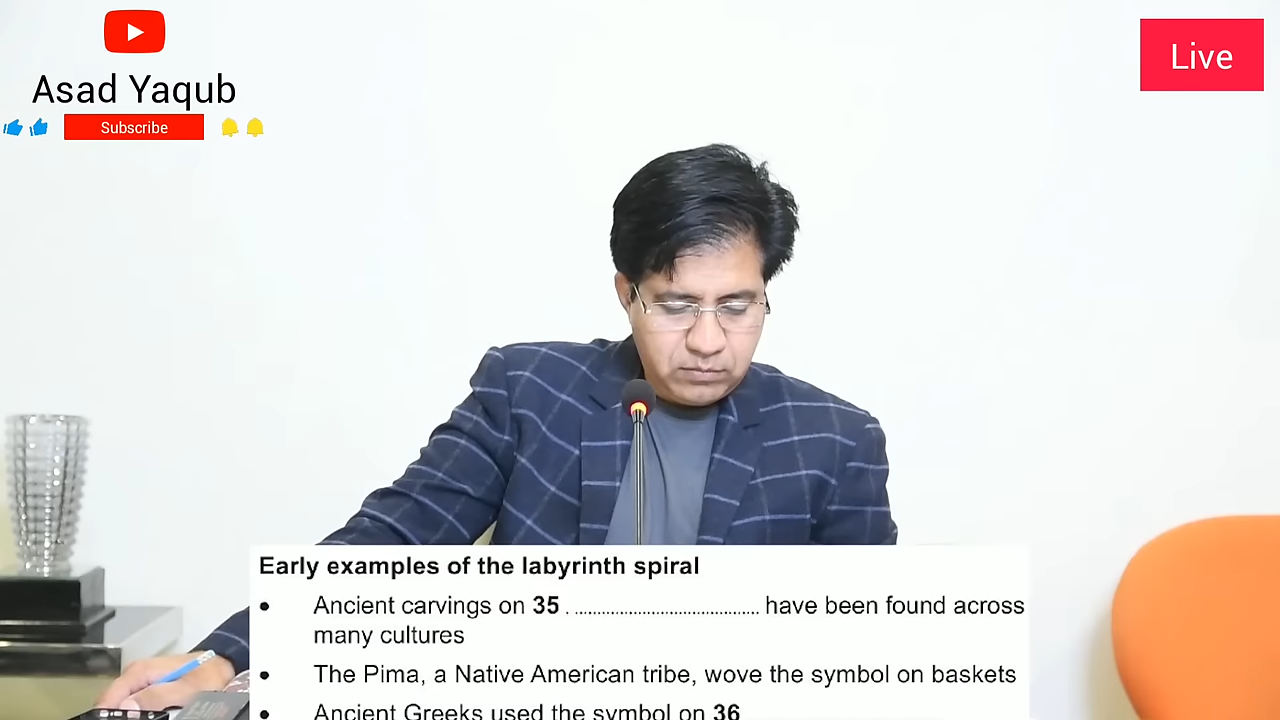 Asad Yaqub
Subscribe
Live
Early examples of the labyrinth spiral
• Ancient carvings on 35 . ...................................... have been found across
many cultures
• The Pima, a Native American tribe, wove the symbol on baskets
• Ancient Greeks used the symbol on 36